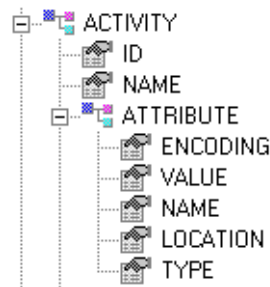 ACTIVITY
ID
NAME
ATTRIBUTE
ENCODING
VALUE
NAME
LOCATION
TYPE